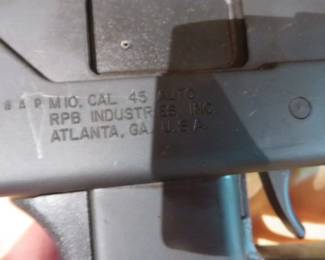 S A P M10, CAL. 45 AUTO.
RPB INDUSTRIES, INC.
ATLANTA, GA. U.S.A.